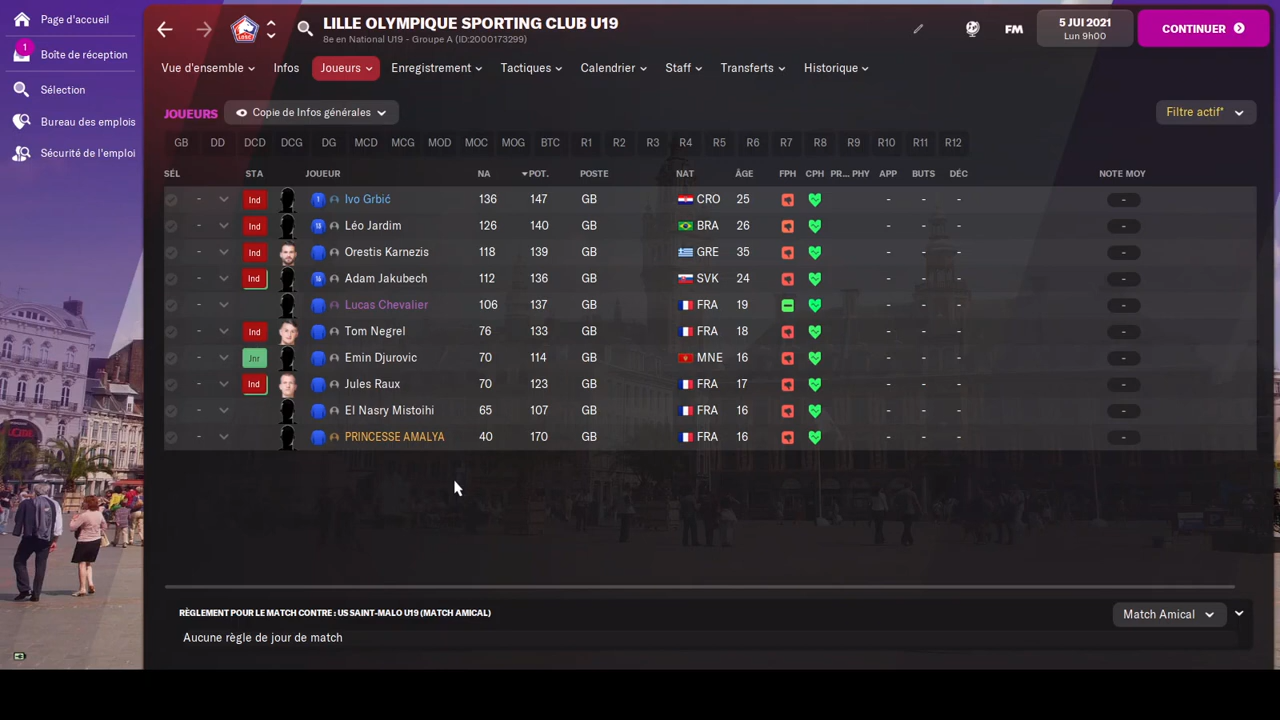 Page d'accueil
1
Boîte de réception
Sélection
Bureau des emplois
Sécurité de l'emploi
LILLE OLYMPIQUE SPORTING CLUB U19
8e en National U19 - Groupe A (ID:2000173299)
FM
5 JUI 2021
Lun 9h00
CONTINUER
Vue d'ensemble Infos Joueurs Enregistrement Tactiques Calendrier Staff Transferts Historique
JOUEURS
Copie de Infos générales
Filtre actif*
GB DD DCD DCG DG MCD MCG MOD MOC MOG BTC R1 R2 R3 R4 R5 R6 R7 R8 R9 R10 R11 R12
SÉL STA JOUEUR NA POT. POSTE NAT ÂGE FPH CPH PR... PHY APP BUTS DÉC NOTE MOY
- Ind 1 Ivo Grbić 136 147 GB CRO 25 - - - -
- Ind Léo Jardim 126 140 GB BRA 26 - - - -
- Ind Orestis Karnezis 118 139 GB GRE 35 - - - -
- Ind 16 Adam Jakubech 112 136 GB SVK 24 - - - -
- Lucas Chevalier 106 137 GB FRA 19 - - - -
- Ind Tom Negrel 76 133 GB FRA 18 - - - -
- Jnr Emin Djurovic 70 114 GB MNE 16 - - - -
- Ind Jules Raux 70 123 GB FRA 17 - - - -
- El Nasry Mistoihi 65 107 GB FRA 16 - - - -
- PRINCESSE AMALYA 40 170 GB FRA 16 - - - -
RÈGLEMENT POUR LE MATCH CONTRE : US SAINT-MALO U19 (MATCH AMICAL)
Match Amical
Aucune règle de jour de match